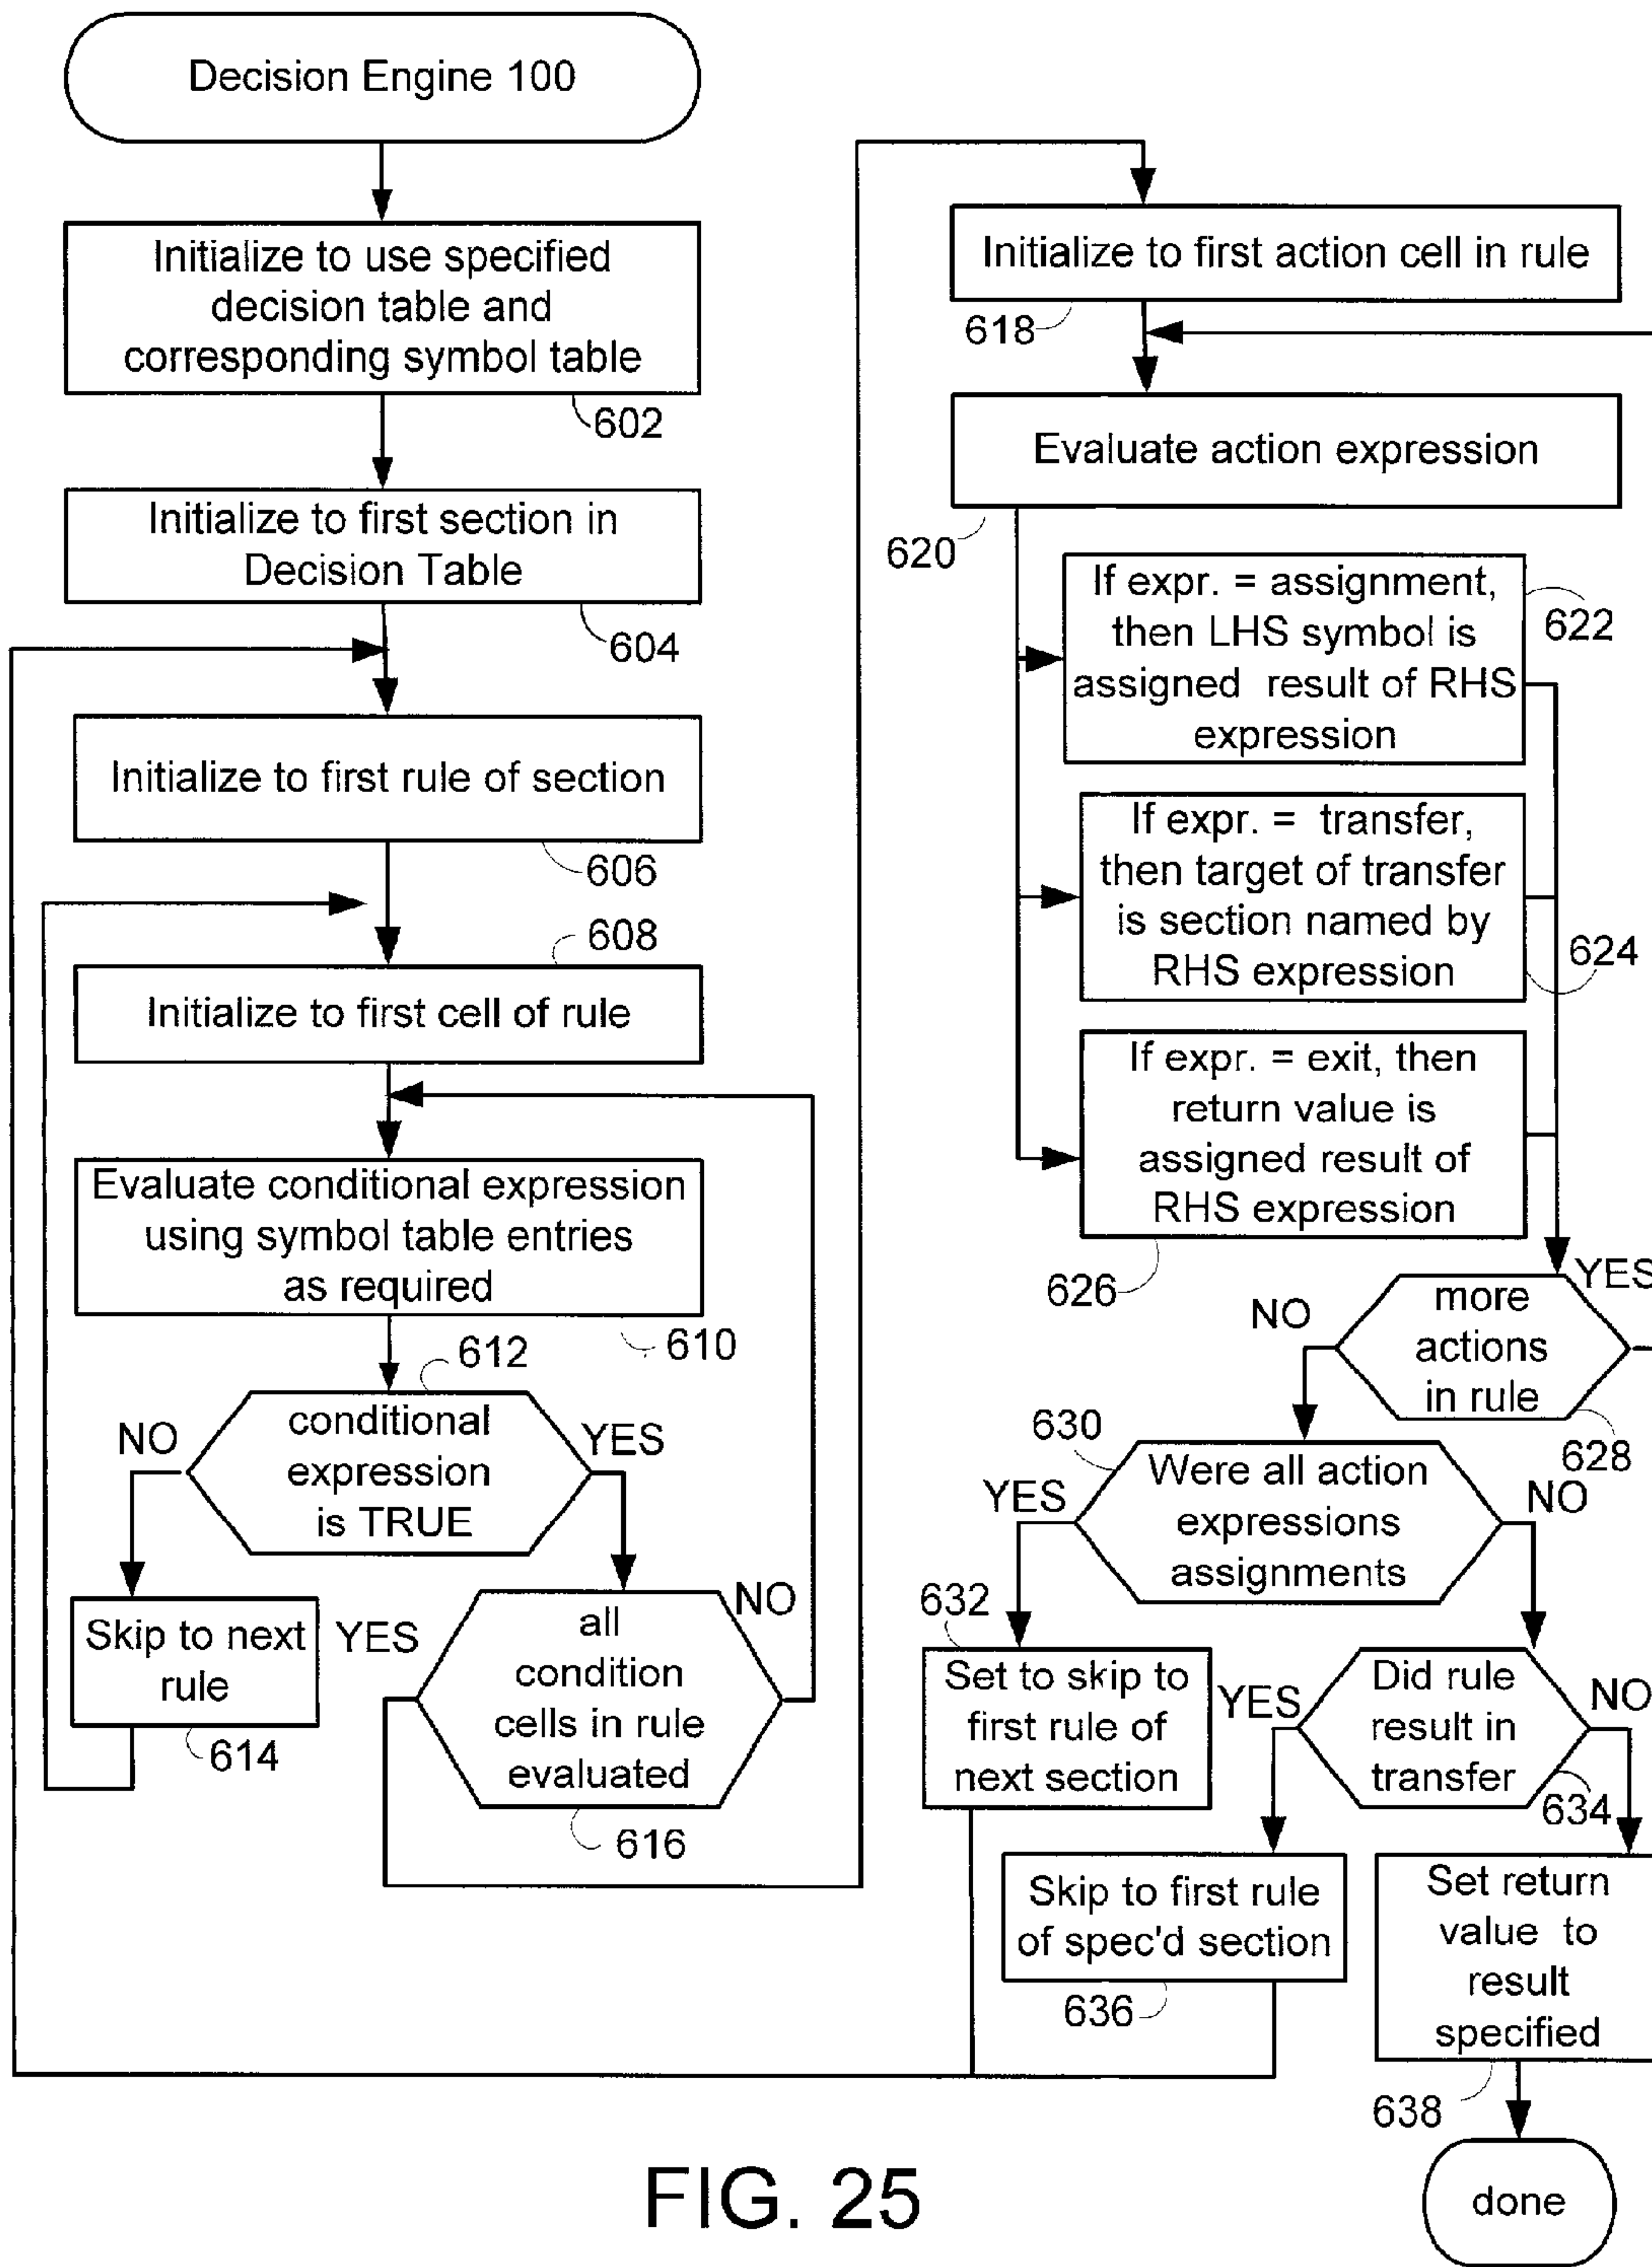 Decision Engine 100
Initialize to use specified
decision table and
corresponding symbol table
602
Initialize to first section in
Decision Table
604
Initialize to first rule of section
606
608
Initialize to first cell of rule
Evaluate conditional expression
using symbol table entries
as required
610
612
conditional
expression
is TRUE
NO
YES
Skip to next
rule
614
YES
NO
all
condition
cells in rule
evaluated
616
Initialize to first action cell in rule
618
Evaluate action expression
620
If expr. = assignment,
then LHS symbol is
assigned result of RHS
expression
622
If expr. = transfer,
then target of transfer
is section named by
RHS expression
624
If expr. = exit, then
return value is
assigned result of
RHS expression
626
YES
NO
more
actions
in rule
628
630
YES
NO
Were all action
expressions
assignments
632
Set to skip to
first rule of
next section
YES
NO
Did rule
result in
transfer
634
Skip to first rule
of spec'd section
636
Set return
value to
result
specified
638
done
FIG. 25